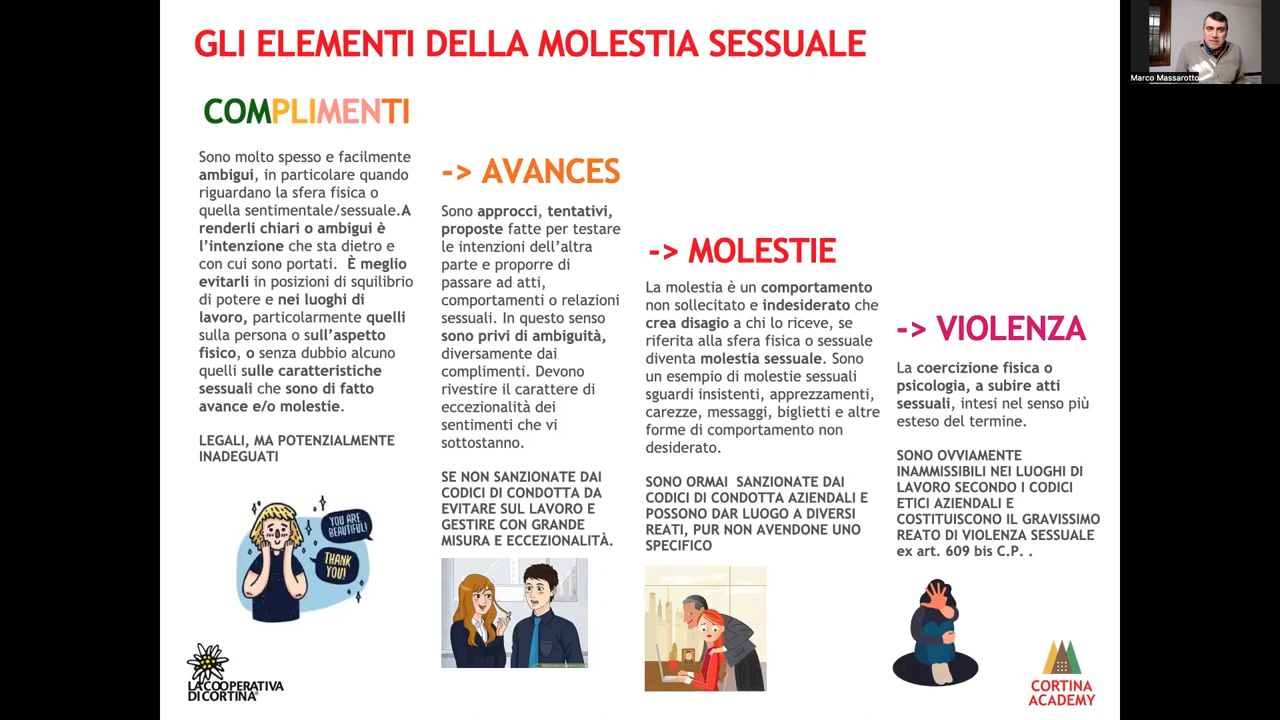 GLI ELEMENTI DELLA MOLESTIA SESSUALE
Marco Massarotto
COMPLIMENTI
Sono molto spesso e facilmente
ambigui, in particolare quando
riguardano la sfera fisica o
quella sentimentale/sessuale.A
renderli chiari o ambigui è
l'intenzione che sta dietro e
con cui sono portati.  È meglio
evitarli in posizioni di squilibrio
di potere e nei luoghi di
lavoro, particolarmente quelli
sulla persona o sull'aspetto
fisico, o senza dubbio alcuno
quelli sulle caratteristiche
sessuali che sono di fatto
avance e/o molestie.
LEGALI, MA POTENZIALMENTE
INADEGUATI
YOU ARE
BEAUTIFUL!
THANK
YOU!
-> AVANCES
Sono approcci, tentativi,
proposte fatte per testare
le intenzioni dell'altra
parte e proporre di
passare ad atti,
comportamenti o relazioni
sessuali. In questo senso
sono privi di ambiguità,
diversamente dai
complimenti. Devono
rivestire il carattere di
eccezionalità dei
sentimenti che vi
sottostanno.
SE NON SANZIONATE DAI
CODICI DI CONDOTTA DA
EVITARE SUL LAVORO E
GESTIRE CON GRANDE
MISURA E ECCEZIONALITÀ.
-> MOLESTIE
La molestia è un comportamento
non sollecitato e indesiderato che
crea disagio a chi lo riceve, se
riferita alla sfera fisica o sessuale
diventa molestia sessuale. Sono
un esempio di molestie sessuali
sguardi insistenti, apprezzamenti,
carezze, messaggi, biglietti e altre
forme di comportamento non
desiderato.
SONO ORMAI  SANZIONATE DAI
CODICI DI CONDOTTA AZIENDALI E
POSSONO DAR LUOGO A DIVERSI
REATI, PUR NON AVENDONE UNO
SPECIFICO
-> VIOLENZA
La coercizione fisica o
psicologia, a subire atti
sessuali, intesi nel senso più
esteso del termine.
SONO OVVIAMENTE
INAMMISSIBILI NEI LUOGHI DI
LAVORO SECONDO I CODICI
ETICI AZIENDALI E
COSTITUISCONO IL GRAVISSIMO
REATO DI VIOLENZA SESSUALE
ex art. 609 bis C.P. .
LA COOPERATIVA
DI CORTINA
CORTINA
ACADEMY